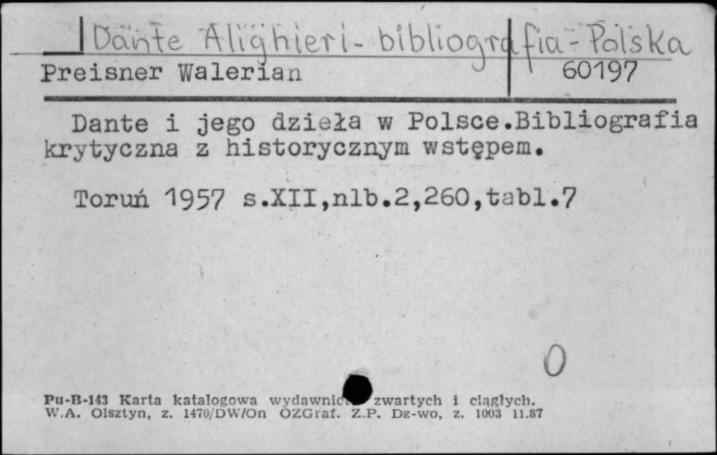 Dante Alighieri - bibliografia - Polska
Preisner Walerian 60197
Dante i jego dzieła w Polsce.Bibliografia
krytyczna z historycznym wstępem.
Toruń 1957 s.XII,nlb.2,260,tabl.7
0
Pu-B-143 Karta katalogowa zwartych i ciągłych.
W.A. Olsztyn, z. 1470/DW/On OZGraf. Z.P. Dz-wo, z. 1003 11.87